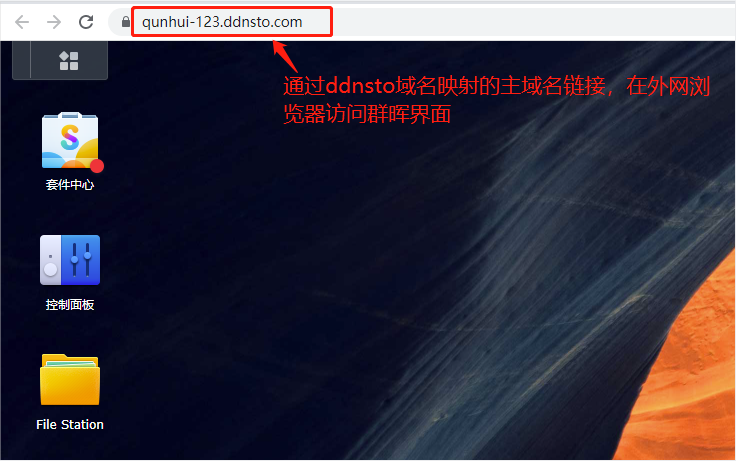 qunhui-123.ddnsto.com
通过ddnsto域名映射的主域名链接，在外网浏
览器访问群晖界面
套件中心
控制面板
File Station